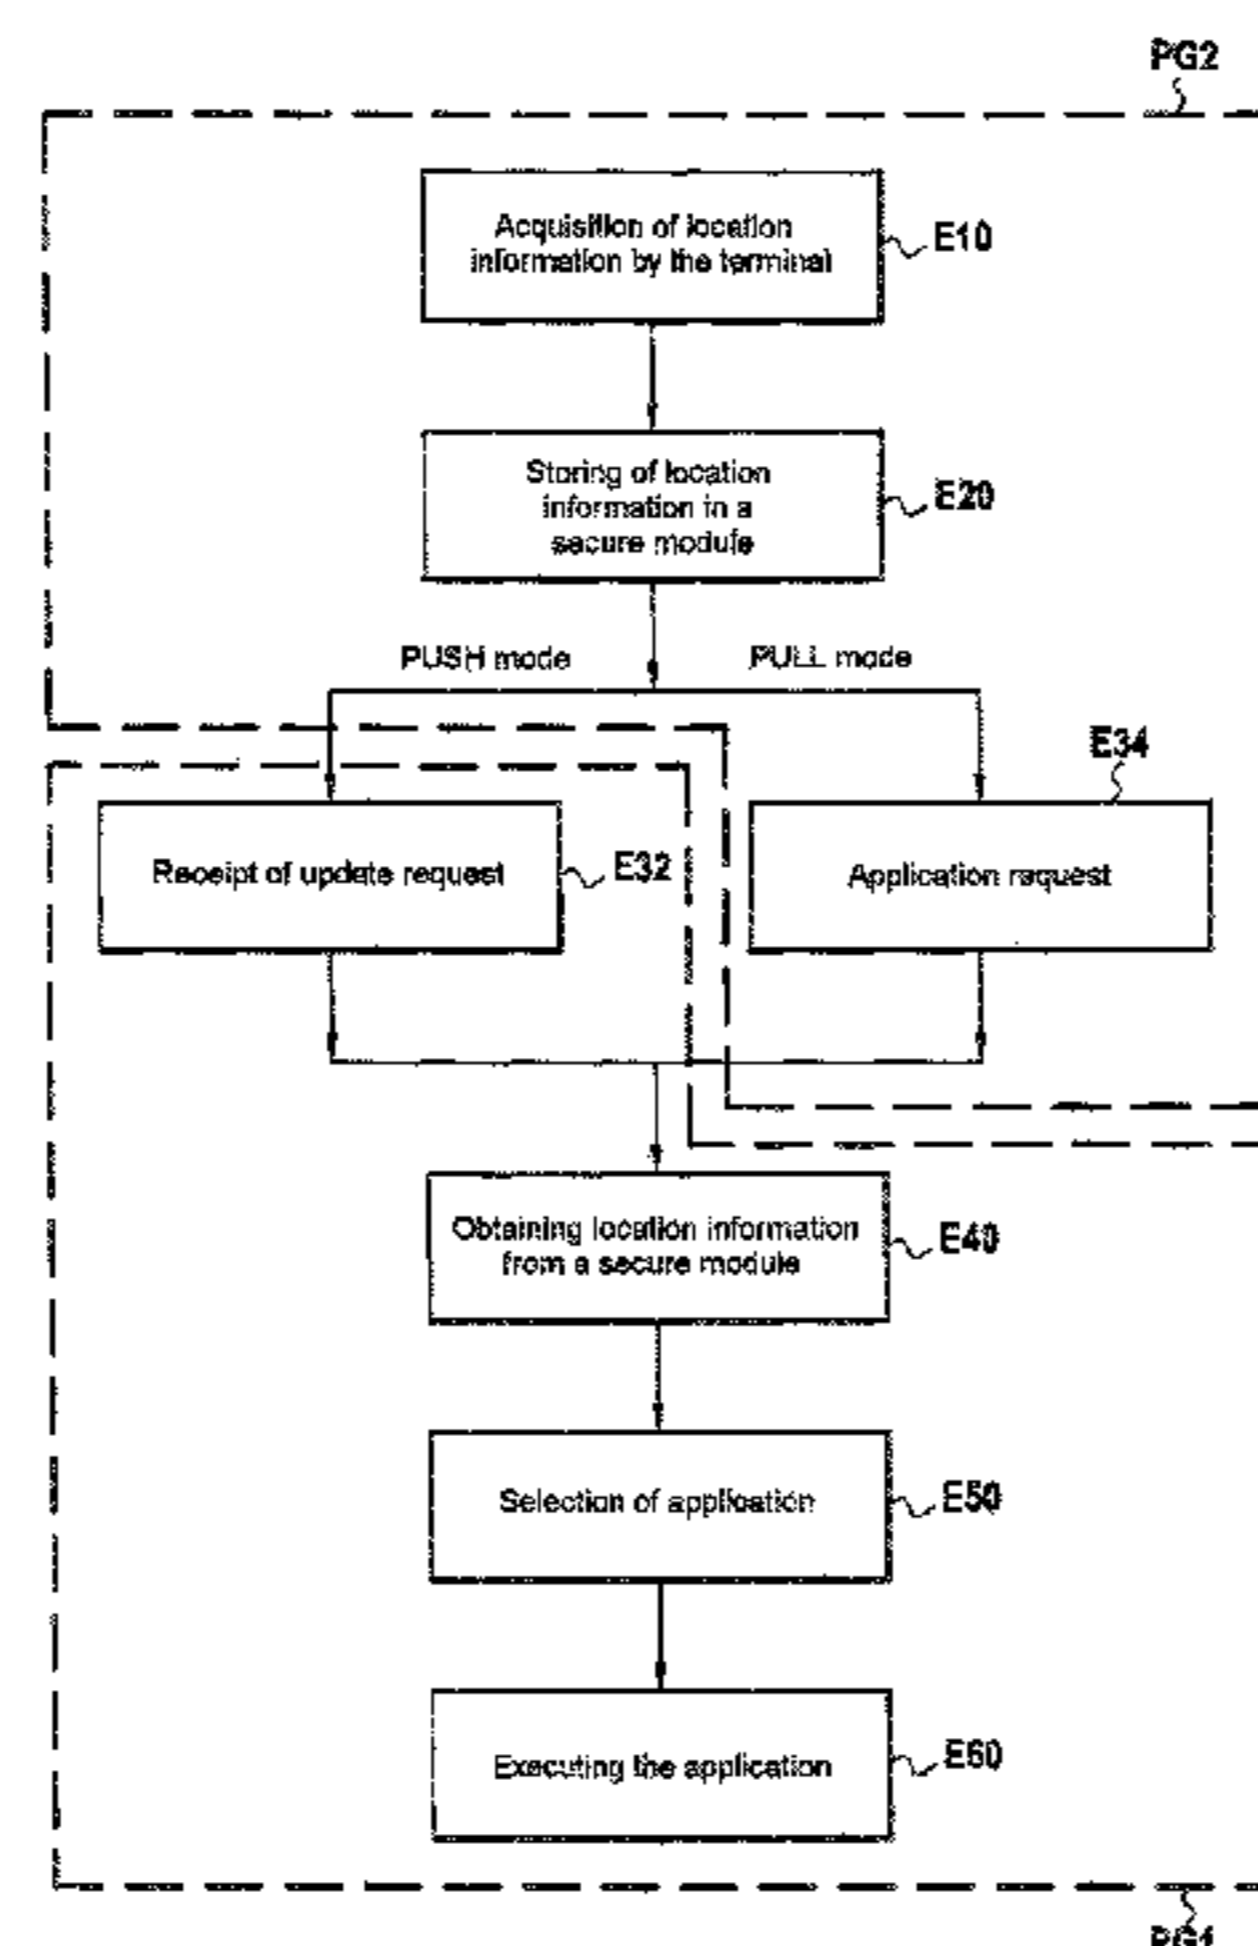 PG2
Acquisition of location
information by the terminal
E10
Storing of location
information in a
secure module
E20
PUSH mode
PULL mode
E34
Receipt of update request
E32
Application request
Obtaining location information
from a secure module
E40
Selection of application
E50
Executing the application
E60
PG1